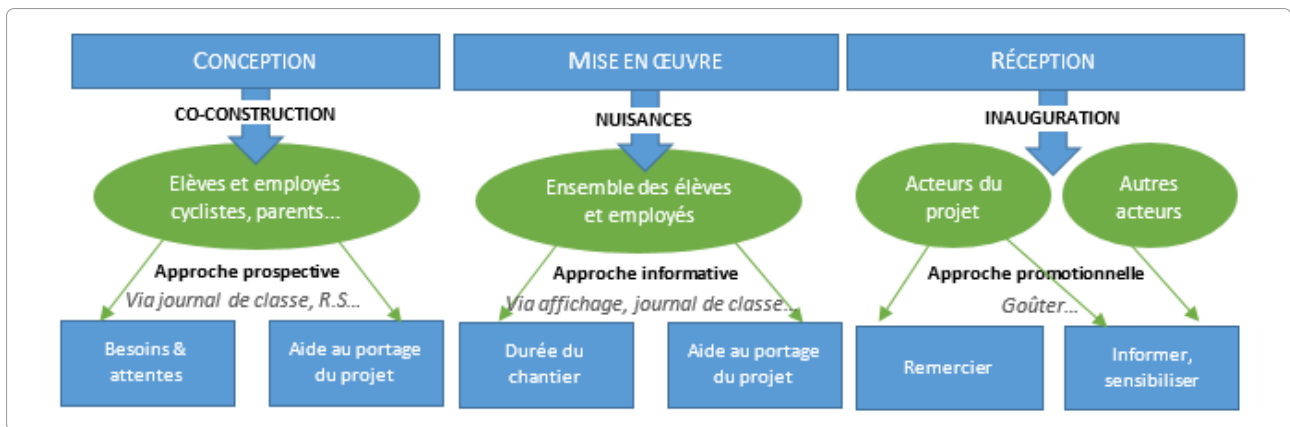 CONCEPTION
CO-CONSTRUCTION
Elèves et employés
cyclistes, parents...
Approche prospective
Via journal de classe, R.S...
Besoins &
attentes
Aide au portage
du projet
MISE EN ŒUVRE
NUISANCES
Ensemble des élèves
et employés
Approche informative
Via affichage, journal de classe...
Durée du
chantier
Aide au portage
du projet
RÉCEPTION
INAUGURATION
Acteurs du
projet
Autres
acteurs
Approche promotionnelle
Goûter...
Remercier
Informer,
sensibiliser